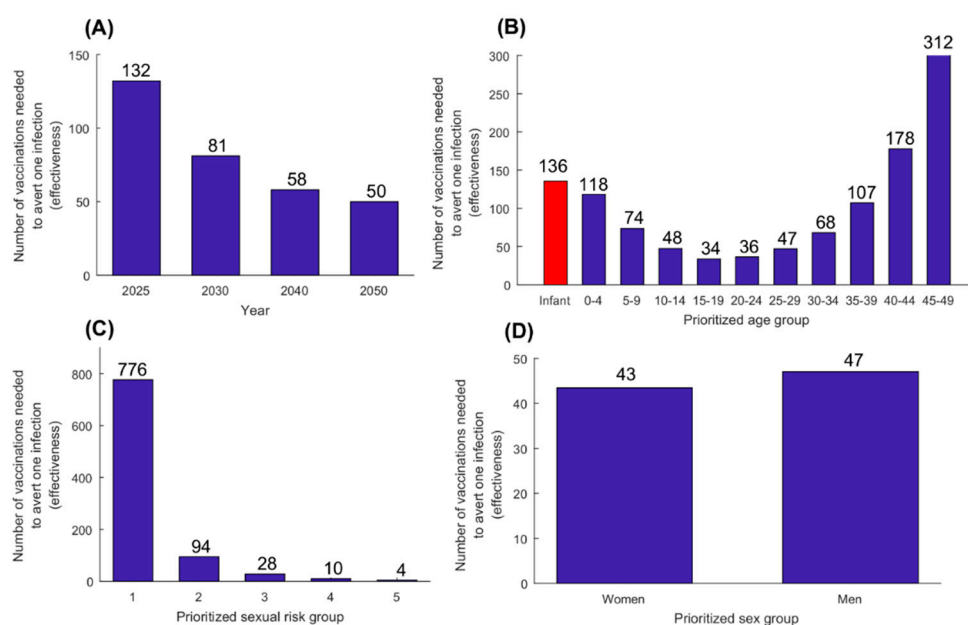 (A)
Number of vaccinations needed
to avert one infection
(effectiveness)
150
100
50
0
132
81
58
50
2025
2030
2040
2050
Year
(B)
Number of vaccinations needed
to avert one infection
(effectiveness)
300
250
200
150
100
50
0
136
118
74
48
34
36
47
68
107
178
312
Infant
0-4
5-9
10-14
15-19
20-24
25-29
30-34
35-39
40-44
45-49
Prioritized age group
(C)
Number of vaccinations needed
to avert one infection
(effectiveness)
800
600
400
200
0
776
94
28
10
4
1
2
3
4
5
Prioritized sexual risk group
(D)
Number of vaccinations needed
to avert one infection
(effectiveness)
50
40
30
20
10
0
43
47
Women
Men
Prioritized sex group